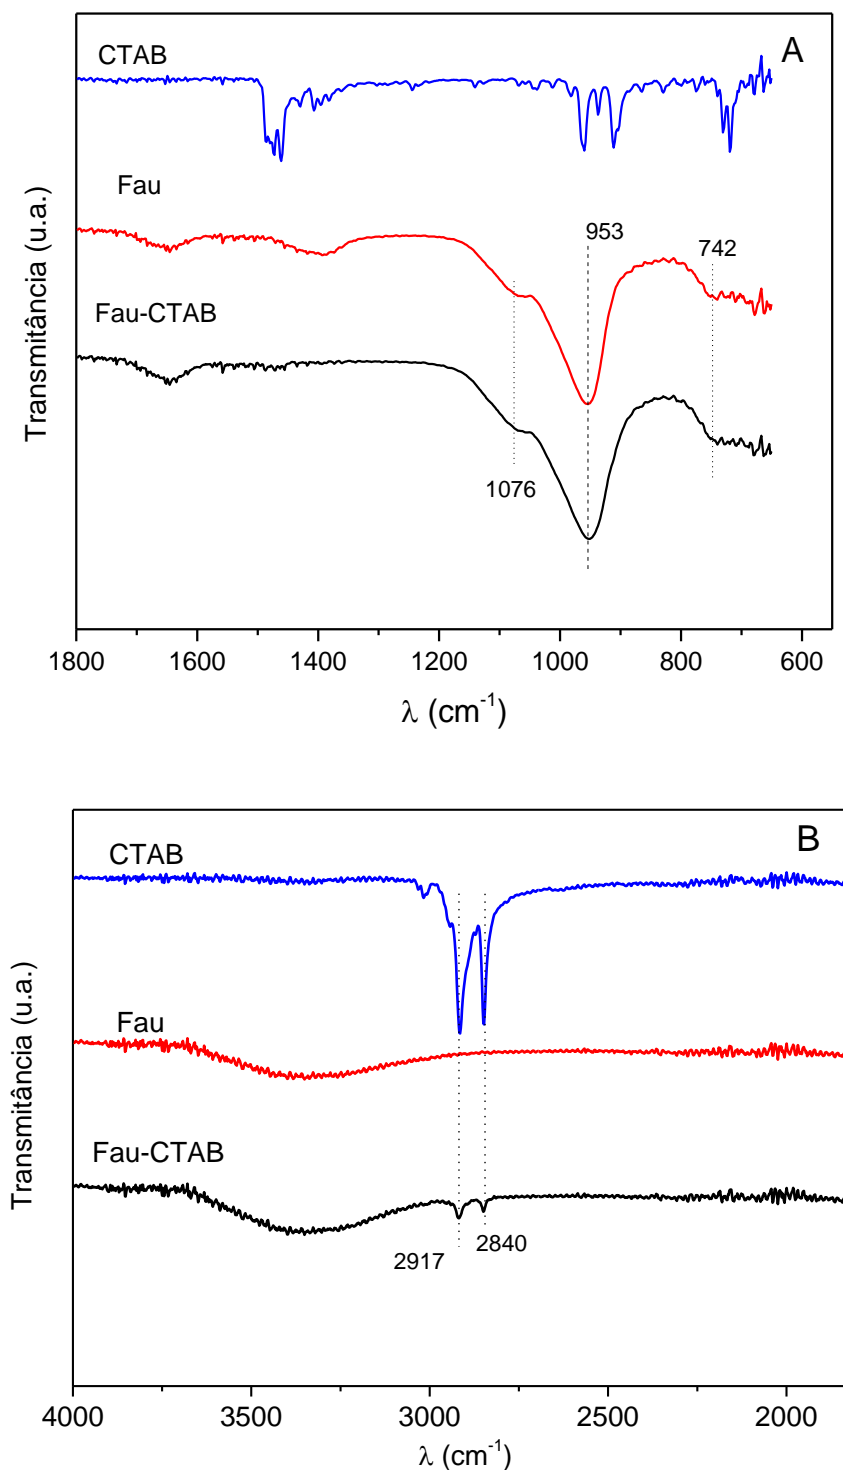 A
CTAB
Fau
Fau-CTAB
953
742
1076
Transmitância (u.a.)
1800 1600 1400 1200 1000 800 600
λ (cm-1)
B
CTAB
Fau
Fau-CTAB
2917
2840
Transmitância (u.a.)
4000 3500 3000 2500 2000
λ (cm-1)